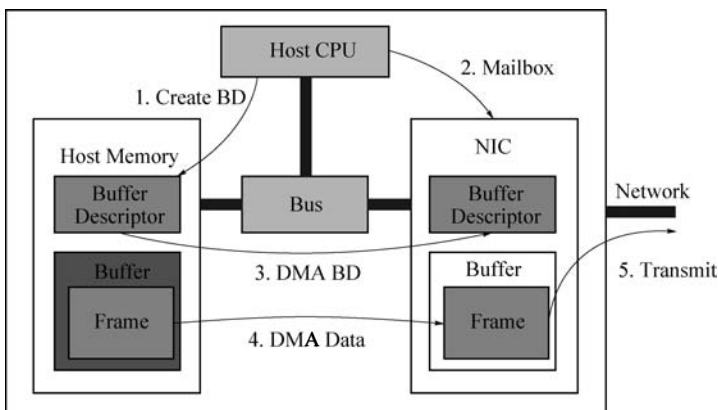 Host CPU
2. Mailbox
1. Create BD
Host Memory
NIC
Buffer
Descriptor
Bus
Buffer
Descriptor
Network
Buffer
3. DMA BD
Buffer
5. Transmit
Frame
4. DMA Data
Frame